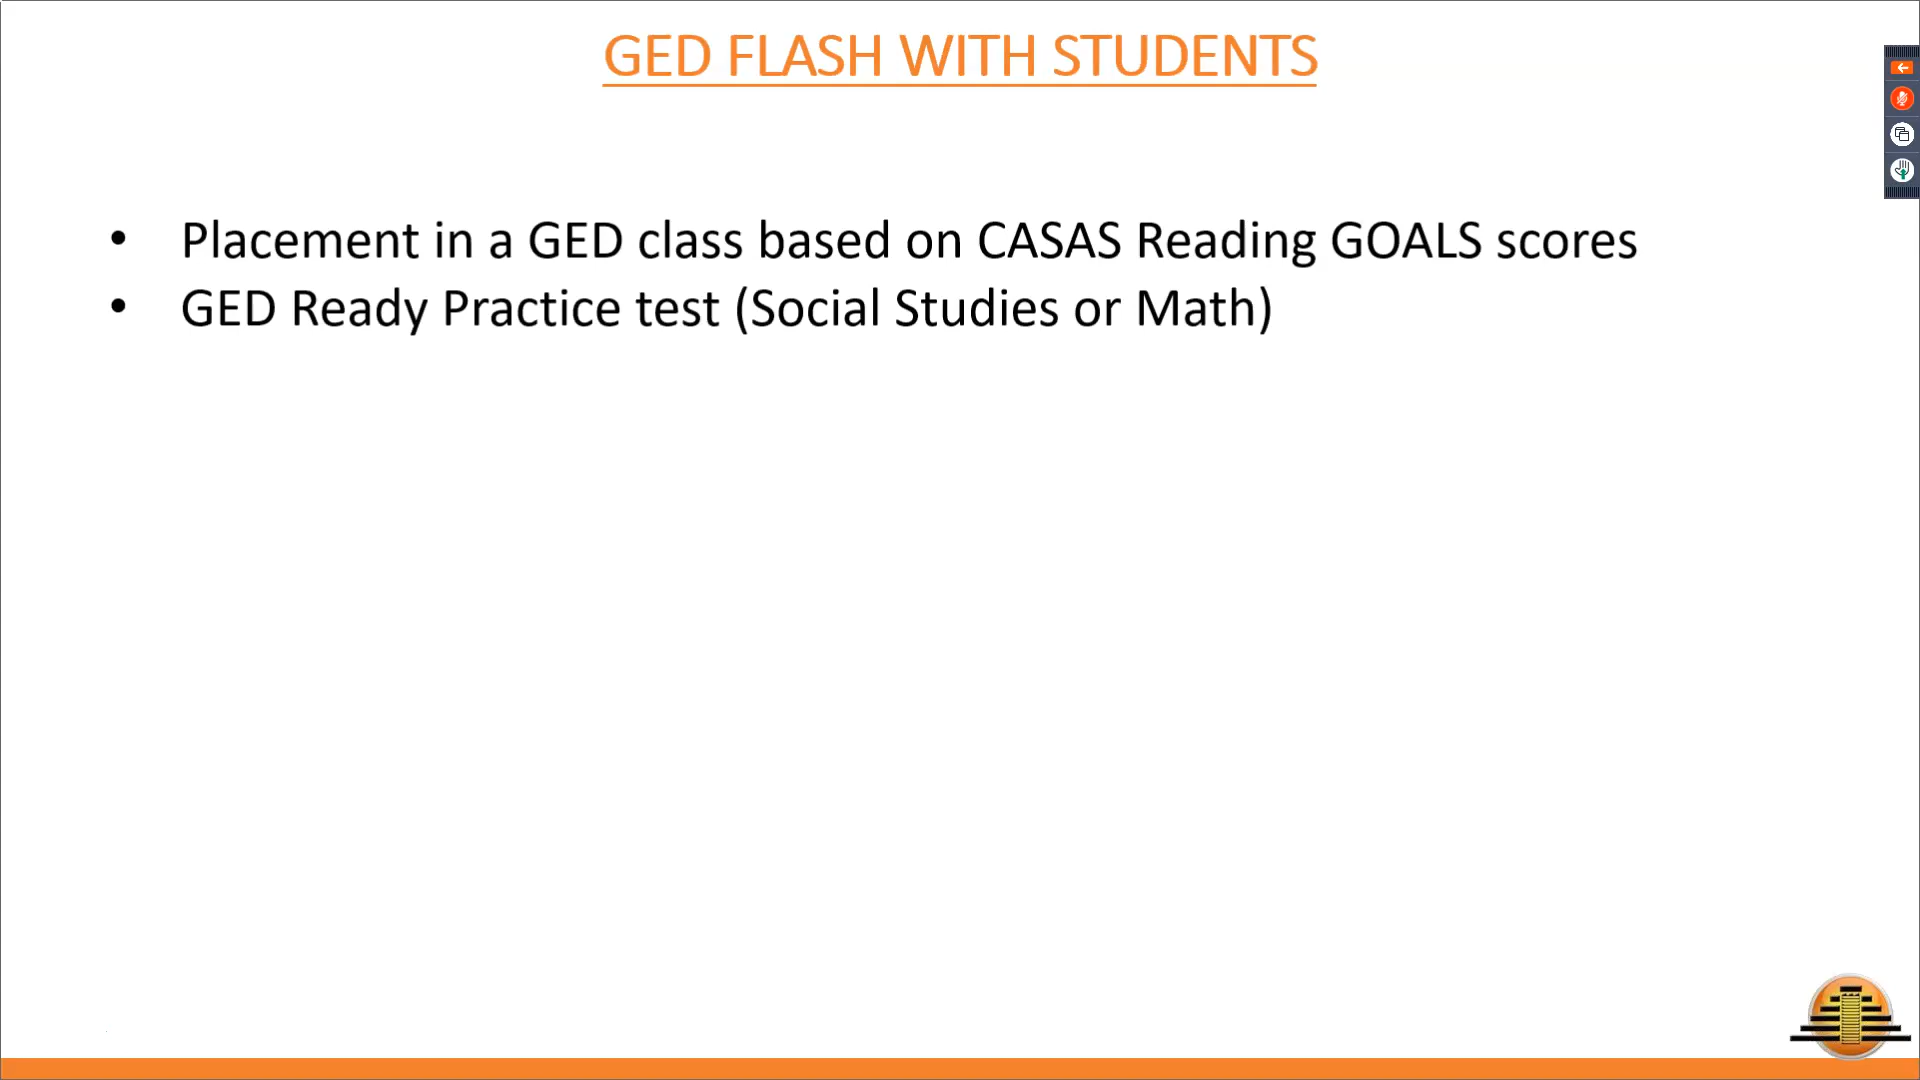 GED FLASH WITH STUDENTS
• Placement in a GED class based on CASAS Reading GOALS scores
• GED Ready Practice test (Social Studies or Math)